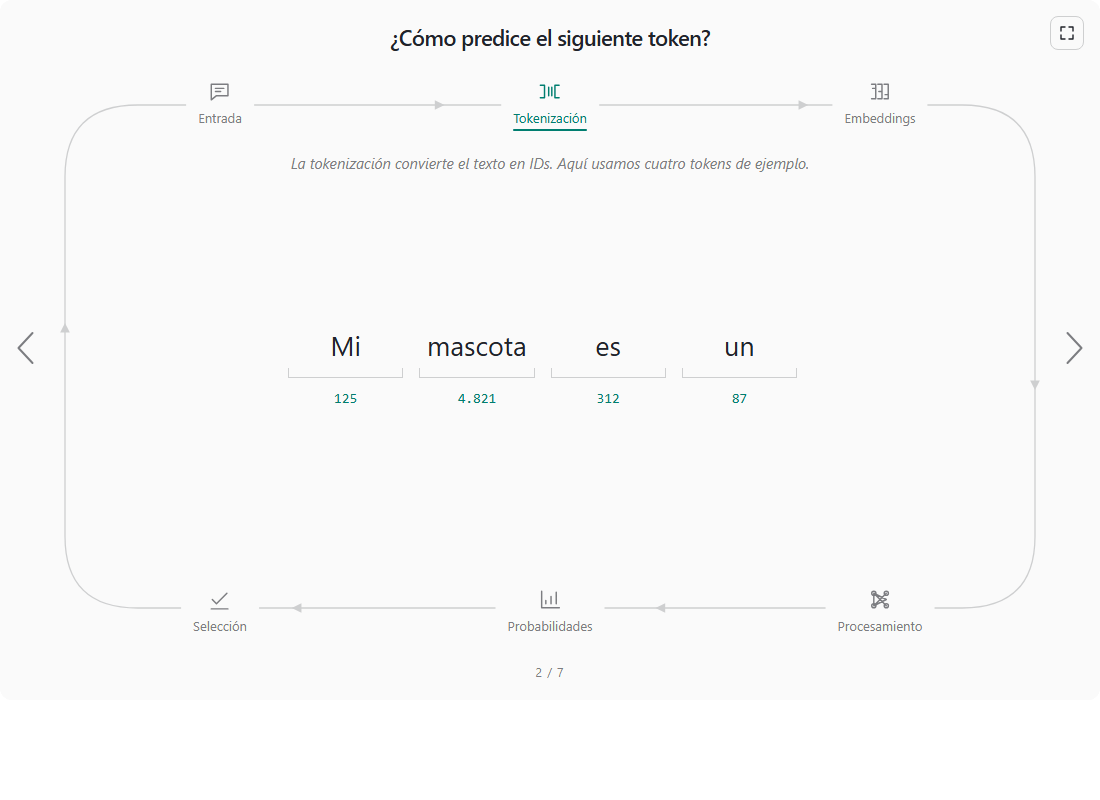 ¿Cómo predice el siguiente token?
Entrada
Tokenización
Embeddings
La tokenización convierte el texto en IDs. Aquí usamos cuatro tokens de ejemplo.
Mi mascota es un
125 4.821 312 87
Selección
Probabilidades
Procesamiento
2 / 7